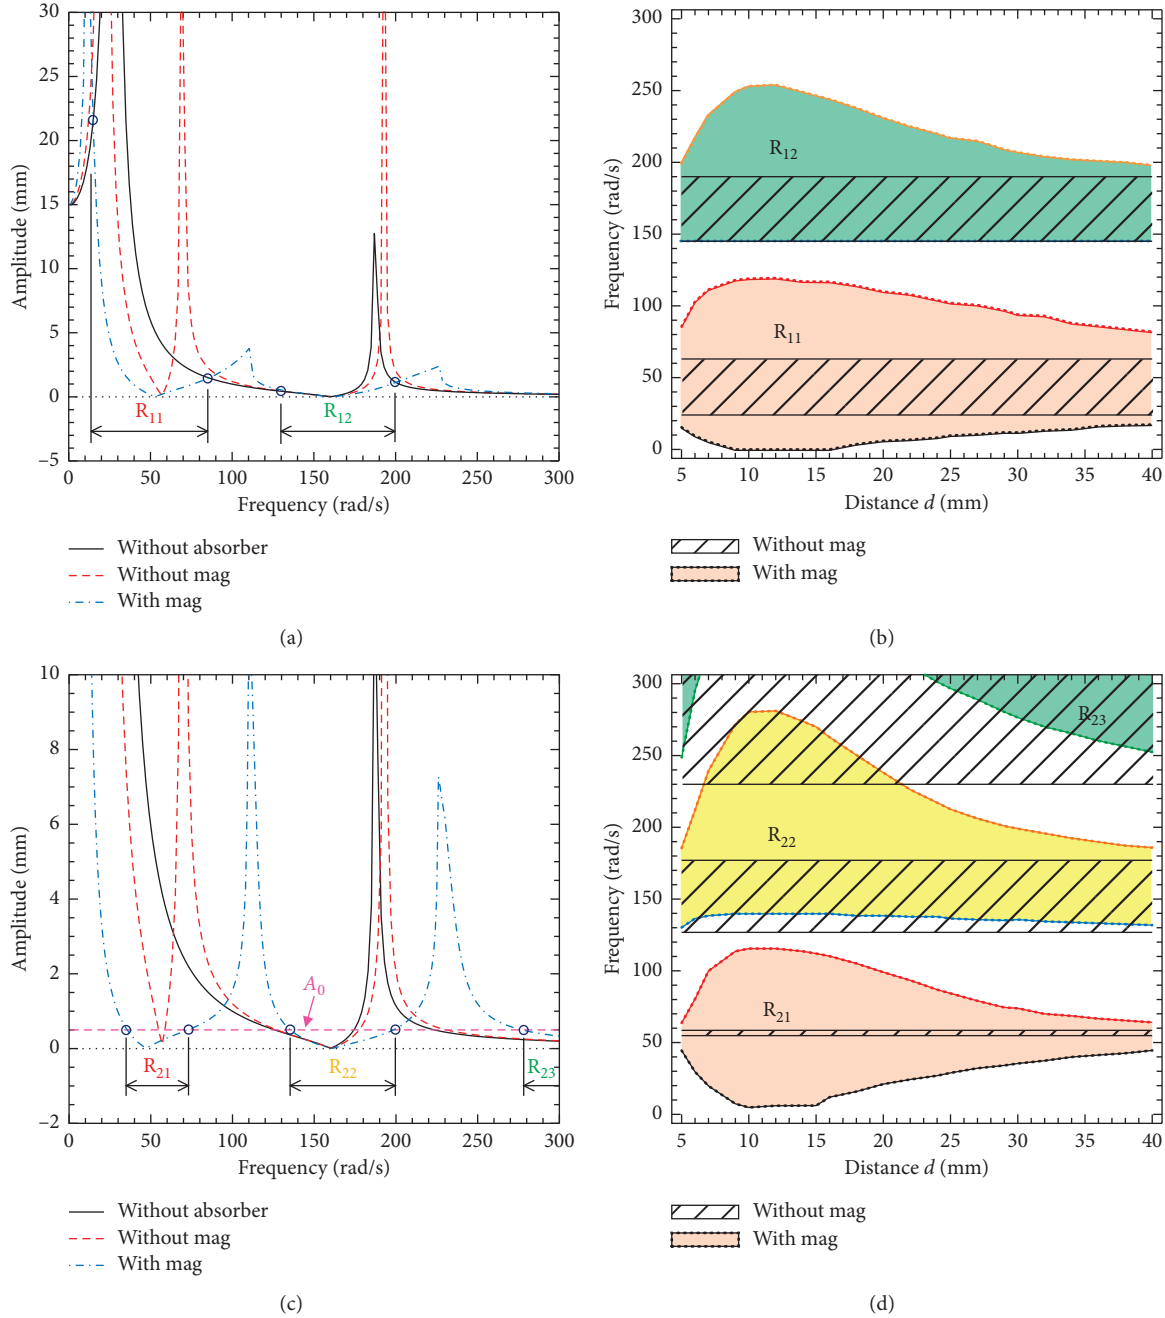 30
25
20
15
10
5
0
−5
Amplitude (mm)
R11
R12
0 50 100 150 200 250 300
Frequency (rad/s)
Without absorber
Without mag
With mag
(a)
300
250
200
150
100
50
0
Frequency (rad/s)
R12
R11
5 10 15 20 25 30 35 40
Distance d (mm)
Without mag
With mag
(b)
10
8
6
4
2
0
−2
Amplitude (mm)
A0
R21
R22
R23
0 50 100 150 200 250 300
Frequency (rad/s)
Without absorber
Without mag
With mag
(c)
300
250
200
150
100
50
0
Frequency (rad/s)
R23
R22
R21
5 10 15 20 25 30 35 40
Distance d (mm)
Without mag
With mag
(d)